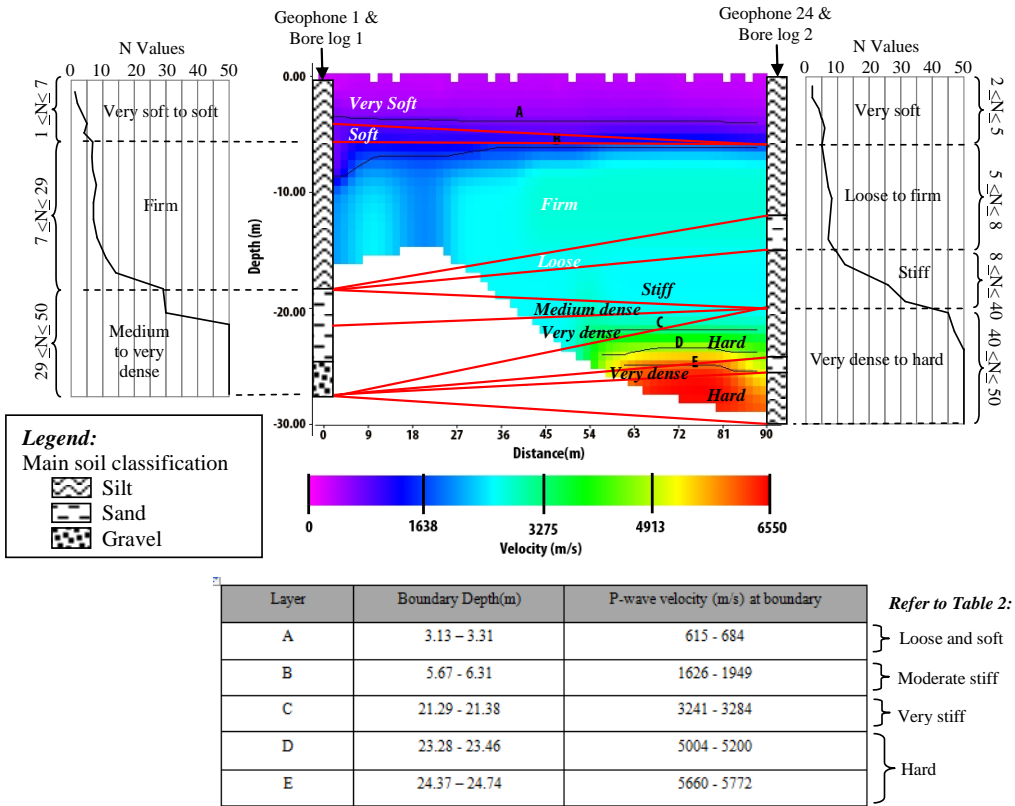 Geophone 1 &
Bore log 1
Geophone 24 &
Bore log 2
N Values
0 10 20 30 40 50
1 ≤N≤ 7
7 ≤N≤ 29
29 ≤N≤ 50
Very soft to soft
Firm
Medium
to very
dense
Depth (m)
0.00
-10.00
-20.00
-30.00
Very Soft
A
Soft
B
Firm
Loose
Stiff
Medium dense
C
Very dense
D
Hard
E
Very dense
Hard
0 9 18 27 36 45 54 63 72 81 90
Distance(m)
N Values
0 10 20 30 40 50
Very soft
Loose to firm
Stiff
Very dense to hard
2 ≤N≤ 5
5 ≤N≤ 8
8 ≤N≤ 40
40 ≤N≤ 50
Legend:
Main soil classification
Silt
Sand
Gravel
0 1638 3275 4913 6550
Velocity (m/s)
Layer Boundary Depth(m) P-wave velocity (m/s) at boundary
A 3.13 – 3.31 615 - 684
B 5.67 - 6.31 1626 - 1949
C 21.29 - 21.38 3241 - 3284
D 23.28 - 23.46 5004 - 5200
E 24.37 – 24.74 5660 - 5772
Refer to Table 2:
Loose and soft
Moderate stiff
Very stiff
Hard